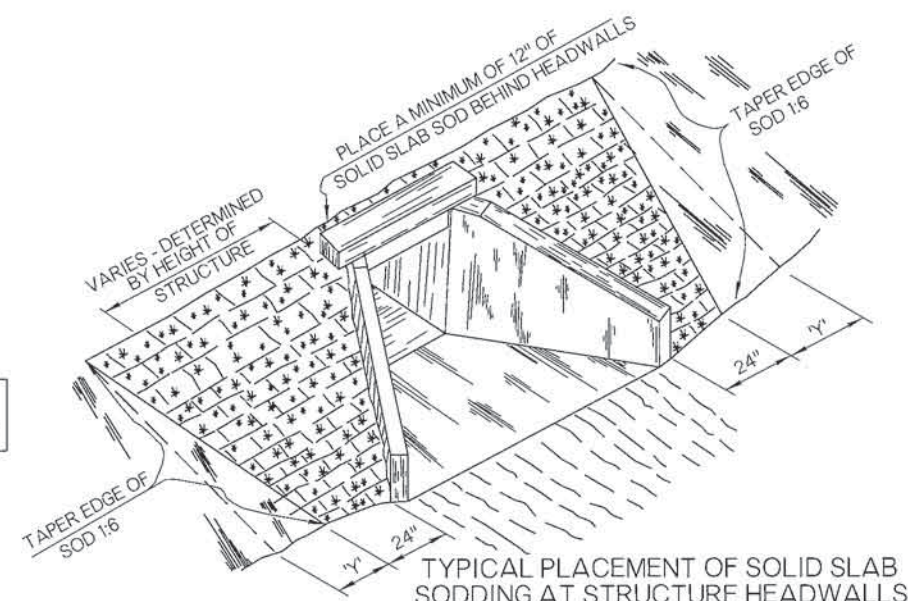 PLACE A MINIMUM OF 12" OF
SOLID SLAB SOD BEHIND HEADWALLS
TAPER EDGE OF
SOD 1:6
VARIES - DETERMINED
BY HEIGHT OF
STRUCTURE
24"
'Y'
TAPER EDGE OF
SOD 1:6
'Y'
24"
TYPICAL PLACEMENT OF SOLID SLAB
SODDING AT STRUCTURE HEADWALLS